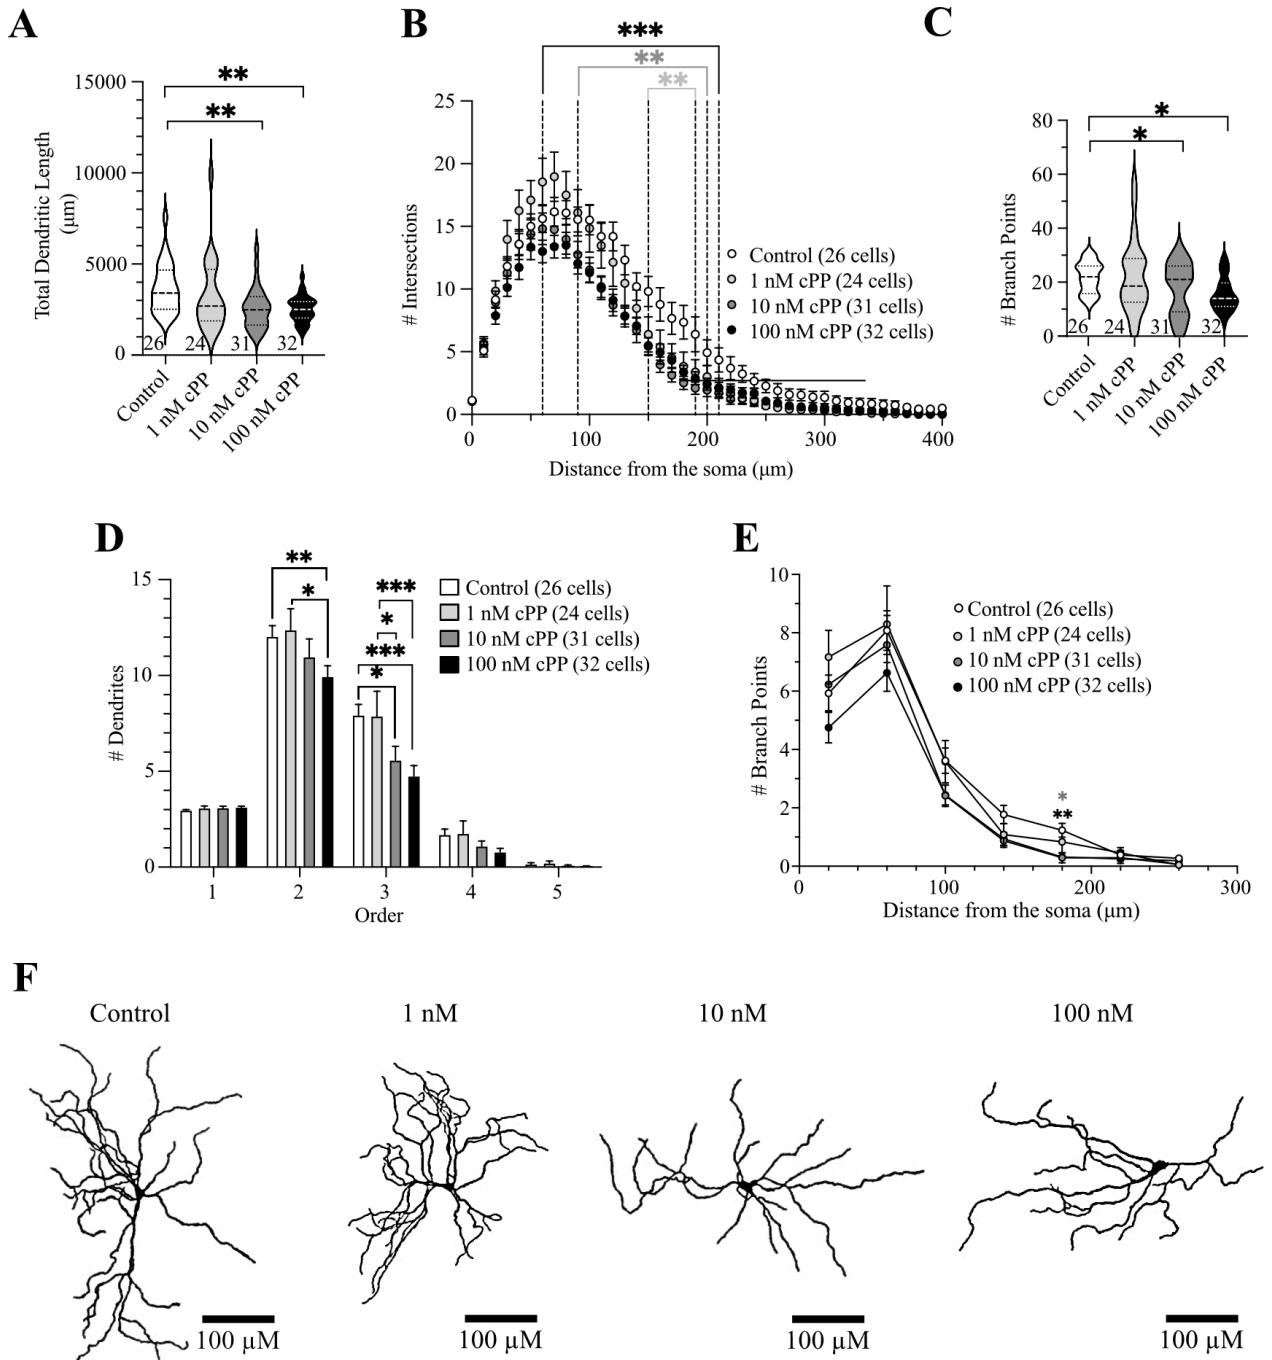 A
Total Dendritic Length
(µm)
15000
10000
5000
0
**
**
26
24
31
32
Control
1 nM cPP
10 nM cPP
100 nM cPP
B
# Intersections
25
20
15
10
5
0
***
**
**
Control (26 cells)
1 nM cPP (24 cells)
10 nM cPP (31 cells)
100 nM cPP (32 cells)
0
100
200
300
400
Distance from the soma (µm)
C
# Branch Points
80
60
40
20
0
*
*
26
24
31
32
Control
1 nM cPP
10 nM cPP
100 nM cPP
D
# Dendrites
15
10
5
0
**
*
***
*
***
*
Control (26 cells)
1 nM cPP (24 cells)
10 nM cPP (31 cells)
100 nM cPP (32 cells)
1
2
3
4
5
Order
E
# Branch Points
10
8
6
4
2
0
*
**
Control (26 cells)
1 nM cPP (24 cells)
10 nM cPP (31 cells)
100 nM cPP (32 cells)
0
100
200
300
Distance from the soma (µm)
F
Control
1 nM
10 nM
100 nM
100 µM
100 µM
100 µM
100 µM